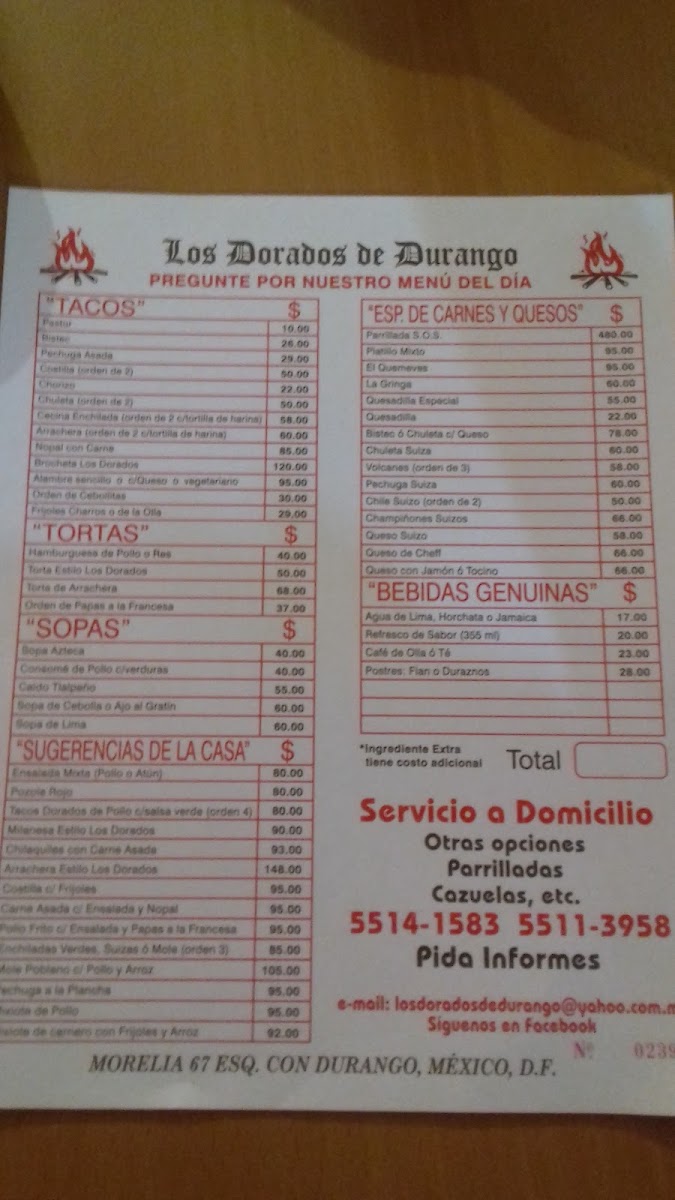 Los Dorados de Durango
PREGUNTE POR NUESTRO MENÚ DEL DÍA
"TACOS" $
Pastor 10.00
Bistec 26.00
Pechuga Asada 29.00
Costilla (orden de 2) 50.00
Chorizo 22.00
Chuleta (orden de 2) 50.00
Cecina Enchilada (orden de 2 c/tortilla de harina) 58.00
Arrachera (orden de 2 c/tortilla de harina) 60.00
Nopal con Carne 85.00
Brocheta Los Dorados 120.00
Alambre sencillo o c/Queso o vegetariano 95.00
Orden de Cebollitas 30.00
Frijoles Charros o de la Olla 29.00
"TORTAS" $
Hamburguesa de Pollo o Res 40.00
Torta Estilo Los Dorados 50.00
Torta de Arrachera 68.00
Orden de Papas a la Francesa 37.00
"SOPAS" $
Sopa Azteca 40.00
Consomé de Pollo c/verduras 40.00
Caldo Tlalpeño 55.00
Sopa de Cebolla o Ajo al Gratin 60.00
Sopa de Lima 60.00
"SUGERENCIAS DE LA CASA" $
Ensalada Mixta (Pollo o Atún) 80.00
Pozole Rojo 80.00
Tacos Dorados de Pollo c/salsa verde (orden 4) 80.00
Milanesa Estilo Los Dorados 90.00
Chilaquiles con Carne Asada 93.00
Arrachera Estilo Los Dorados 148.00
Costilla c/ Frijoles 95.00
Carne Asada c/ Ensalada y Nopal 95.00
Pollo Frito c/ Ensalada y Papas a la Francesa 95.00
Enchiladas Verdes, Suizas ó Mole (orden 3) 85.00
Mole Poblano c/ Pollo y Arroz 105.00
echuga a la Plancha 95.00
ixiote de Pollo 95.00
ixiote de carnero con Frijoles y Arroz 92.00
"ESP. DE CARNES Y QUESOS" $
Parrillada S.O.S. 480.00
Platillo Mixto 95.00
El Quemeves 95.00
La Gringa 60.00
Quesadilla Especial 55.00
Quesadilla 22.00
Bistec ó Chuleta c/ Queso 78.00
Chuleta Suiza 60.00
Volcanes (orden de 3) 58.00
Pechuga Suiza 60.00
Chile Suizo (orden de 2) 50.00
Champiñones Suizos 66.00
Queso Suizo 58.00
Queso de Cheff 66.00
Queso con Jamón ó Tocino 66.00
"BEBIDAS GENUINAS" $
Agua de Lima, Horchata o Jamaica 17.00
Refresco de Sabor (355 ml) 20.00
Café de Olla ó Té 23.00
Postres: Flan o Duraznos 28.00
*Ingrediente Extra
tiene costo adicional
Total
Servicio a Domicilio
Otras opciones
Parrilladas
Cazuelas, etc.
5514-1583 5511-3958
Pida Informes
e-mail: losdoradosdedurango@yahoo.com.m
Síguenos en Facebook
Nº 0239
MORELIA 67 ESQ. CON DURANGO, MÉXICO, D.F.